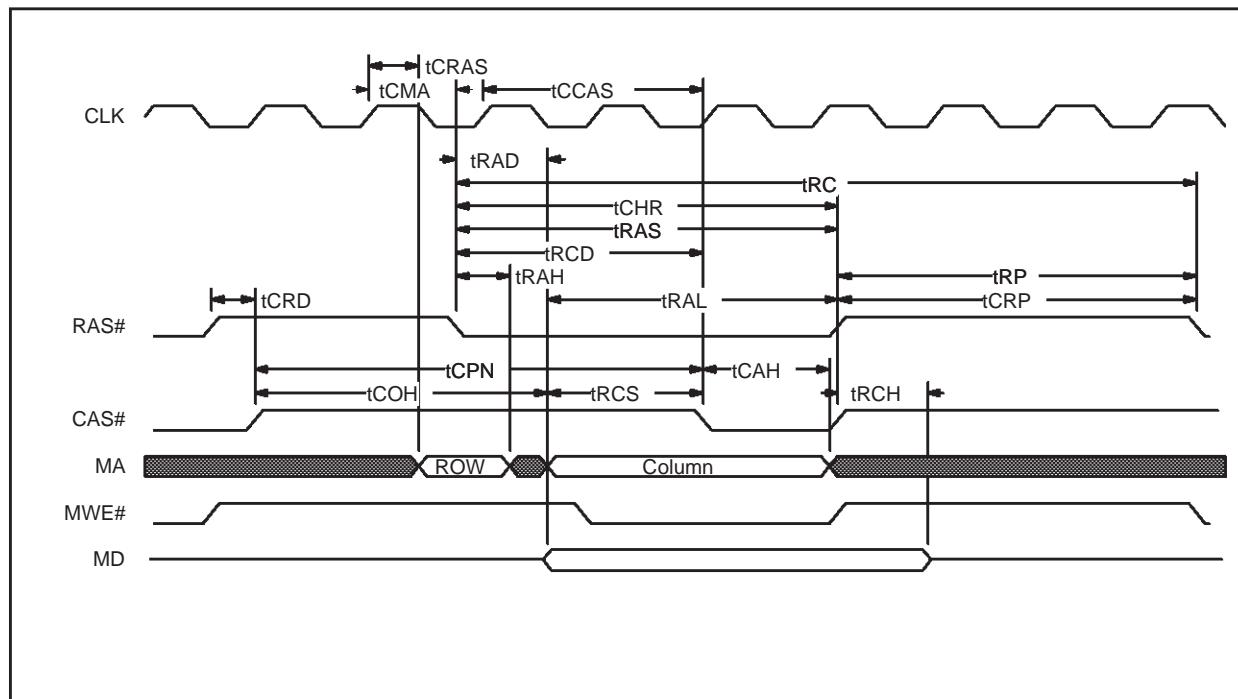 tCRAS
tCMA
tCCAS
CLK
tRAD
tRC
tCHR
tRAS
tRCD
tRAH
tRP
tCRD
tRAL
tCRP
RAS#
tCPN
tCAH
tCOH
tRCS
tRCH
CAS#
MA
ROW
Column
MWE#
MD